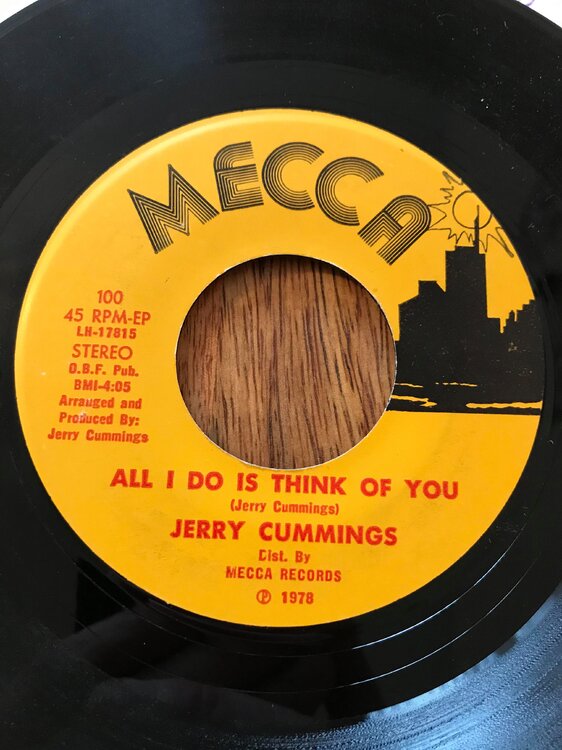 MECCA
100
45 RPM-EP
LH-17815
STEREO
O.B.F. Pub.
BMI-4:05
Arrauged and
Produced By:
Jerry Cummings
ALL I DO IS THINK OF YOU
(Jerry Cummings)
JERRY CUMMINGS
Dist. By
MECCA RECORDS
℗ 1978